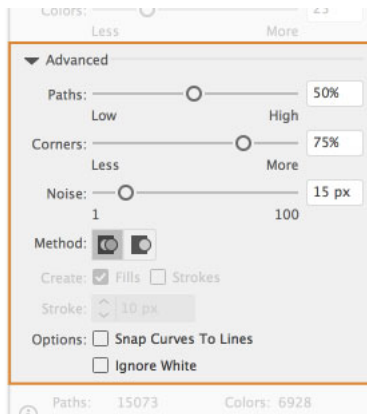 Colors: 25
Less More
Advanced
Paths: 50%
Low High
Corners: 75%
Less More
Noise: 15 px
1 100
Method:
Create: Fills Strokes
Stroke: 10 px
Options: Snap Curves To Lines
Ignore White
Paths: 15073 Colors: 6928